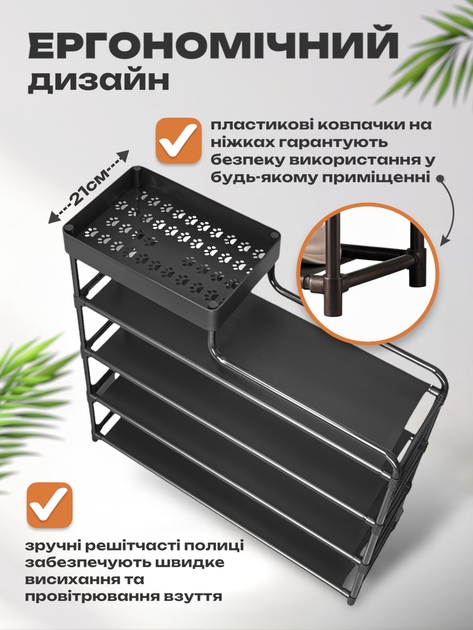 ЕРГОНОМІЧНИЙ
дизайн
пластикові ковпачки на
ніжках гарантують
безпеку використання у
будь-якому приміщенні
21см
зручні решітчасті полиці
забезпечують швидке
висихання та
провітрювання взуття